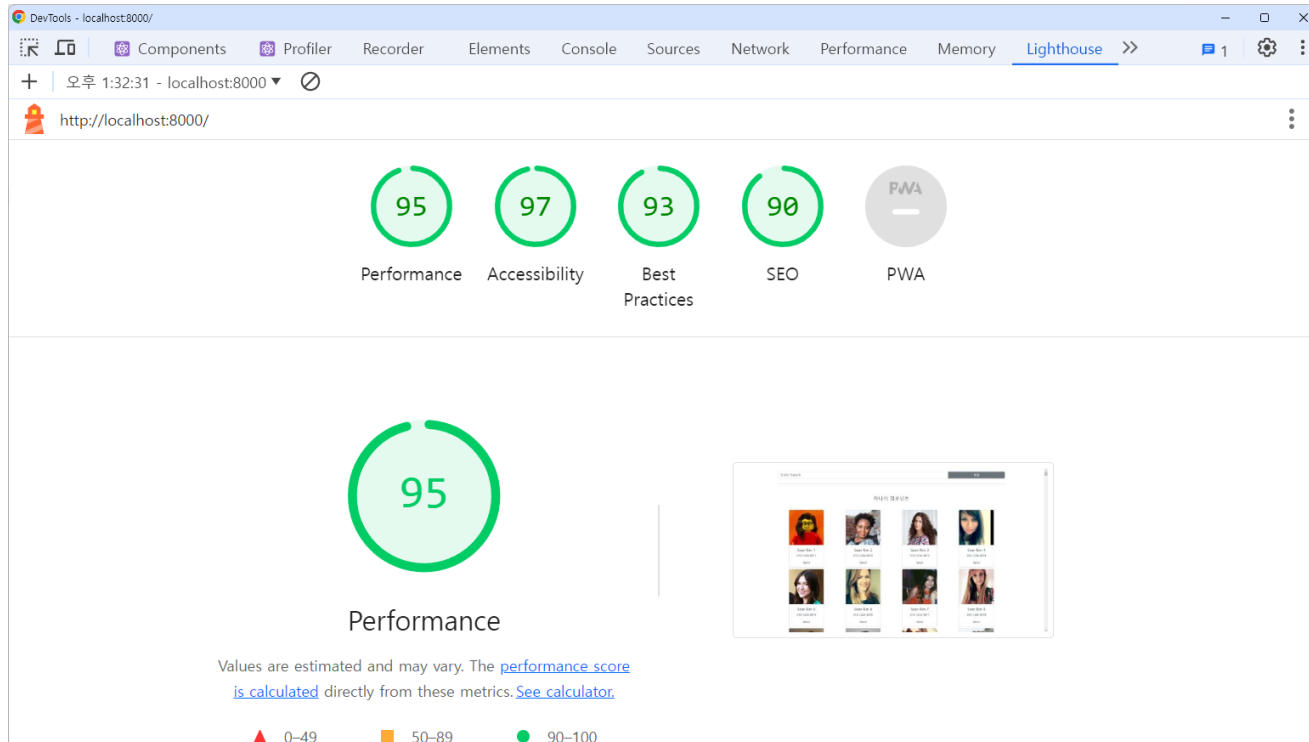 DevTools - localhost:8000/
Components Profiler Recorder Elements Console Sources Network Performance Memory Lighthouse 1
오후 1:32:31 - localhost:8000
http://localhost:8000/
95 97 93 90 PWA
Performance Accessibility Best Practices SEO PWA
95
Performance
Values are estimated and may vary. The performance score
is calculated directly from these metrics. See calculator.
0–49 50–89 90–100